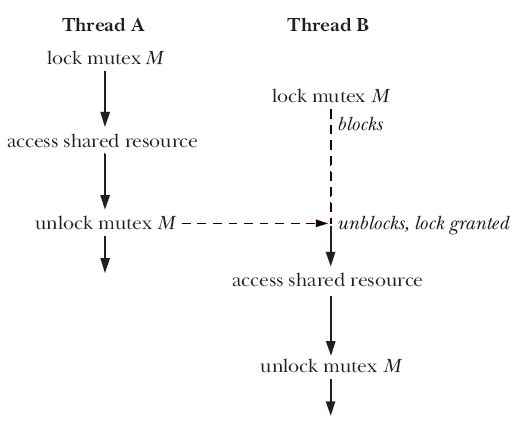 Thread A
Thread B
lock mutex M
lock mutex M
blocks
access shared resource
unlock mutex M
unblocks, lock granted
access shared resource
unlock mutex M